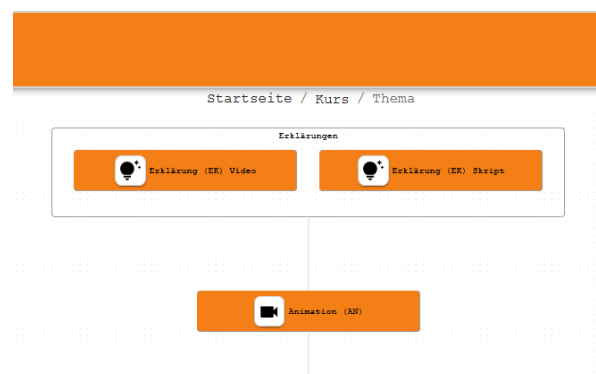 Startseite / Kurs / Thema
Erklärungen
Erklärung (EK) Video
Erklärung (EK) Skript
Animation (AN)